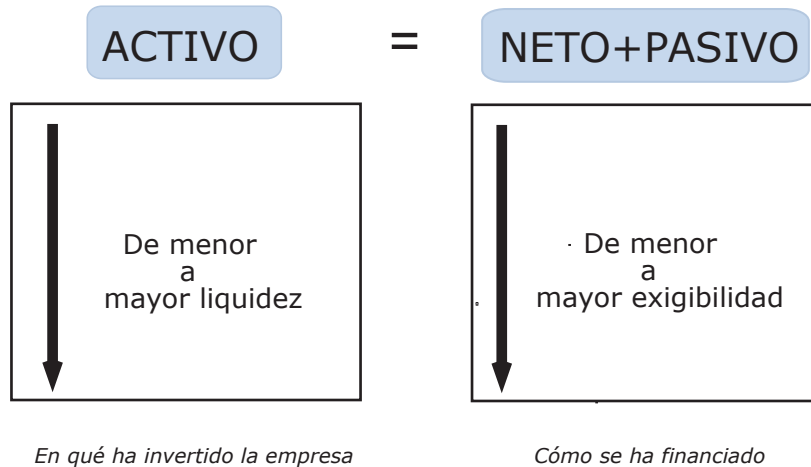 ACTIVO = NETO+PASIVO
De menor
a
mayor liquidez
De menor
a
mayor exigibilidad
En qué ha invertido la empresa
Cómo se ha financiado